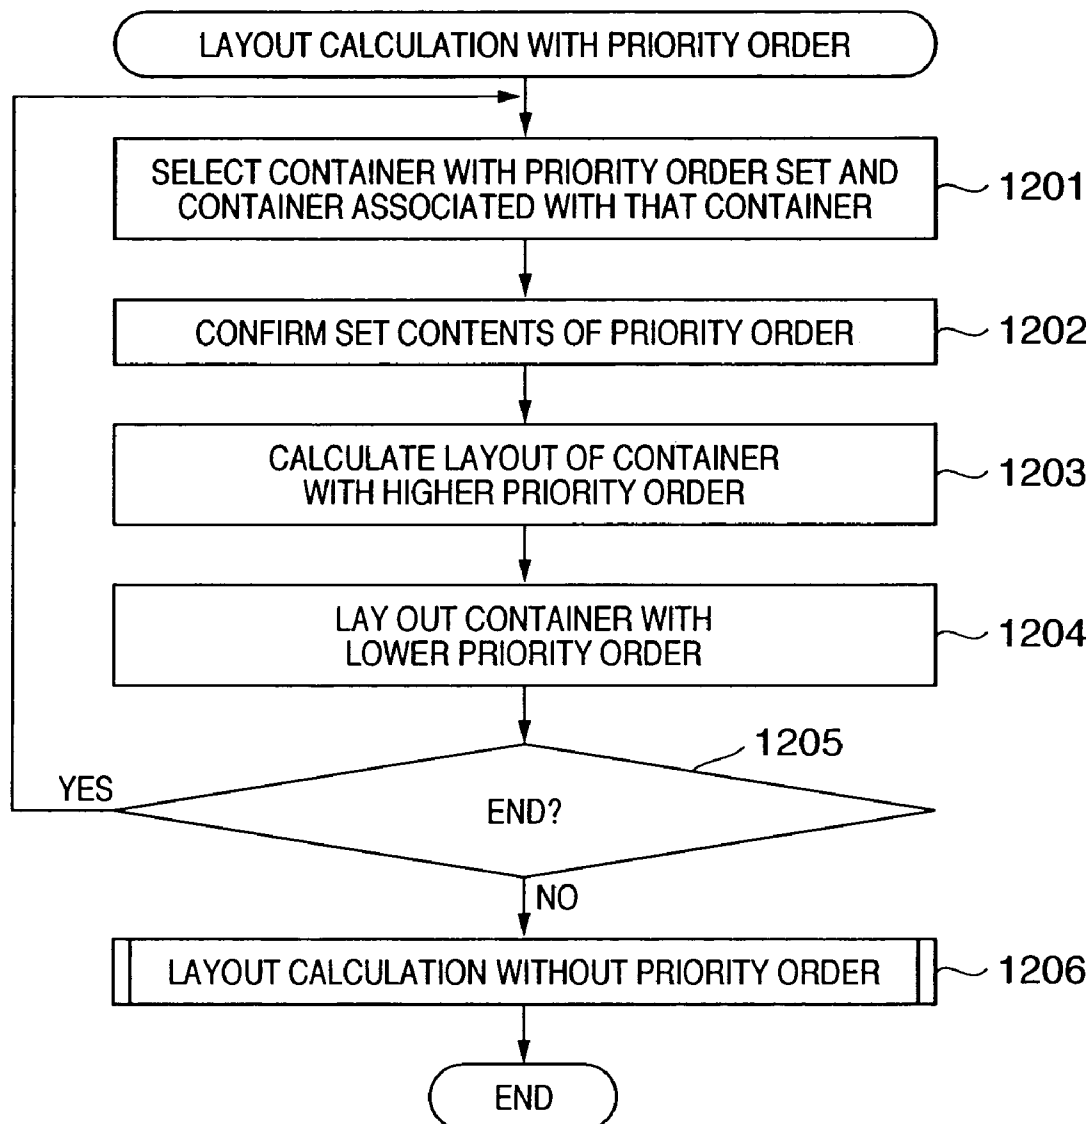 LAYOUT CALCULATION WITH PRIORITY ORDER
SELECT CONTAINER WITH PRIORITY ORDER SET AND
CONTAINER ASSOCIATED WITH THAT CONTAINER
1201
CONFIRM SET CONTENTS OF PRIORITY ORDER
1202
CALCULATE LAYOUT OF CONTAINER
WITH HIGHER PRIORITY ORDER
1203
LAY OUT CONTAINER WITH
LOWER PRIORITY ORDER
1204
1205
YES
END?
NO
LAYOUT CALCULATION WITHOUT PRIORITY ORDER
1206
END